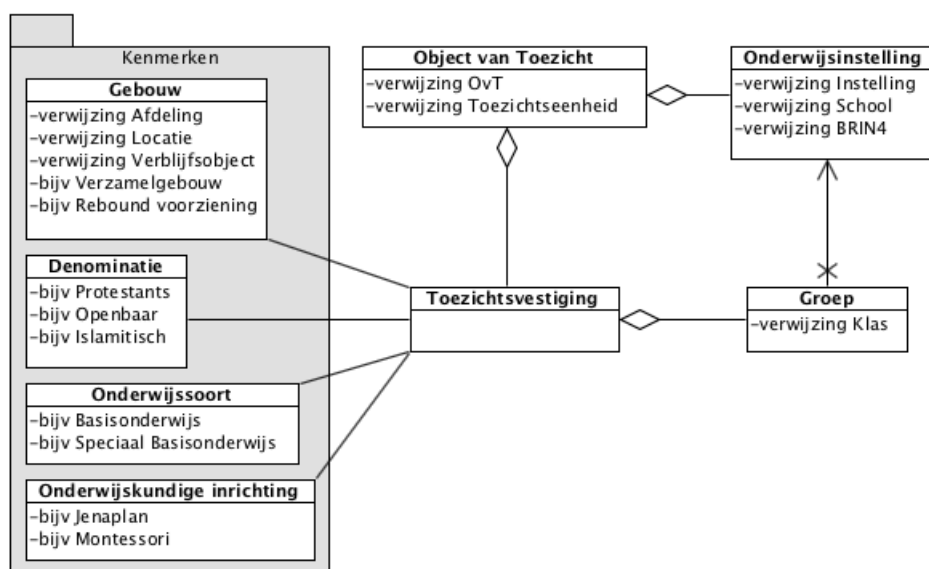 Kenmerken
Gebouw
-verwijzing Afdeling
-verwijzing Locatie
-verwijzing Verblijfsobject
-bijv Verzamelgebouw
-bijv Rebound voorziening
Denominatie
-bijv Protestants
-bijv Openbaar
-bijv Islamitisch
Onderwijssoort
-bijv Basisonderwijs
-bijv Speciaal Basisonderwijs
Onderwijskundige inrichting
-bijv Jenaplan
-bijv Montessori
Object van Toezicht
-verwijzing OvT
-verwijzing Toezichtseenheid
Toezichtsvestiging
Onderwijsinstelling
-verwijzing Instelling
-verwijzing School
-verwijzing BRIN4
Groep
-verwijzing Klas